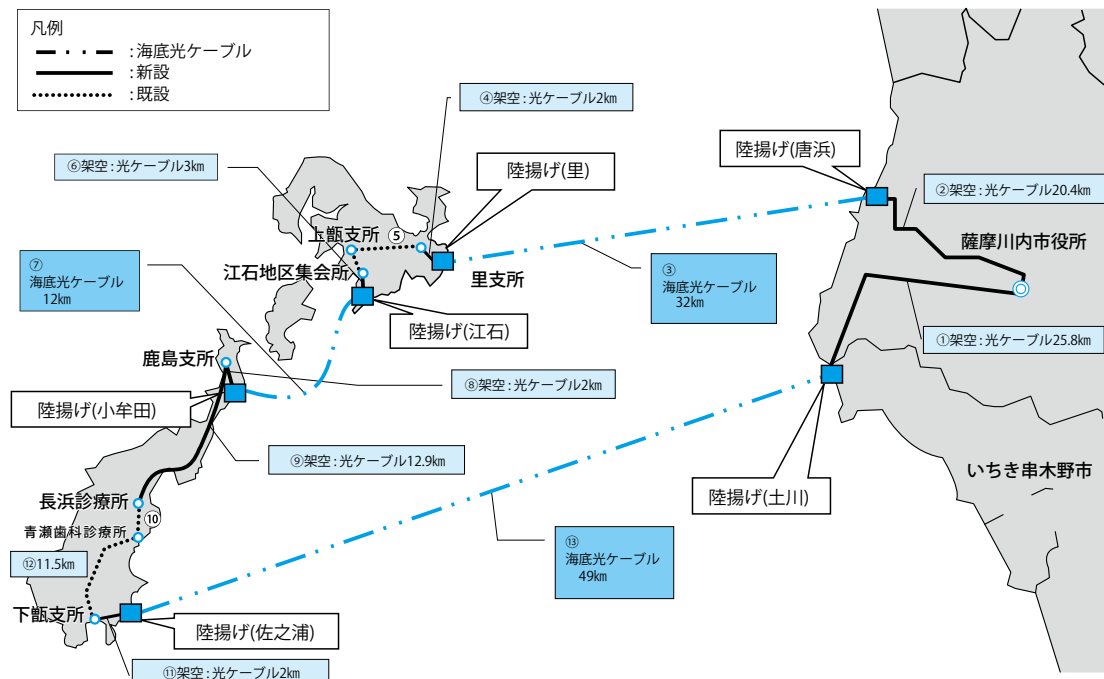 凡例
:海底光ケーブル
:新設
:既設
④架空:光ケーブル2km
⑥架空:光ケーブル3km
陸揚げ(里)
陸揚げ(唐浜)
②架空:光ケーブル20.4km
上甑支所
⑤
薩摩川内市役所
江石地区集会所
里支所
⑦
海底光ケーブル
12km
③
海底光ケーブル
32km
陸揚げ(江石)
①架空:光ケーブル25.8km
鹿島支所
⑧架空:光ケーブル2km
陸揚げ(小牟田)
⑨架空:光ケーブル12.9km
いちき串木野市
長浜診療所
陸揚げ(土川)
⑩
青瀬歯科診療所
⑬
海底光ケーブル
49km
⑫11.5km
下甑支所
陸揚げ(佐之浦)
⑪架空:光ケーブル2km